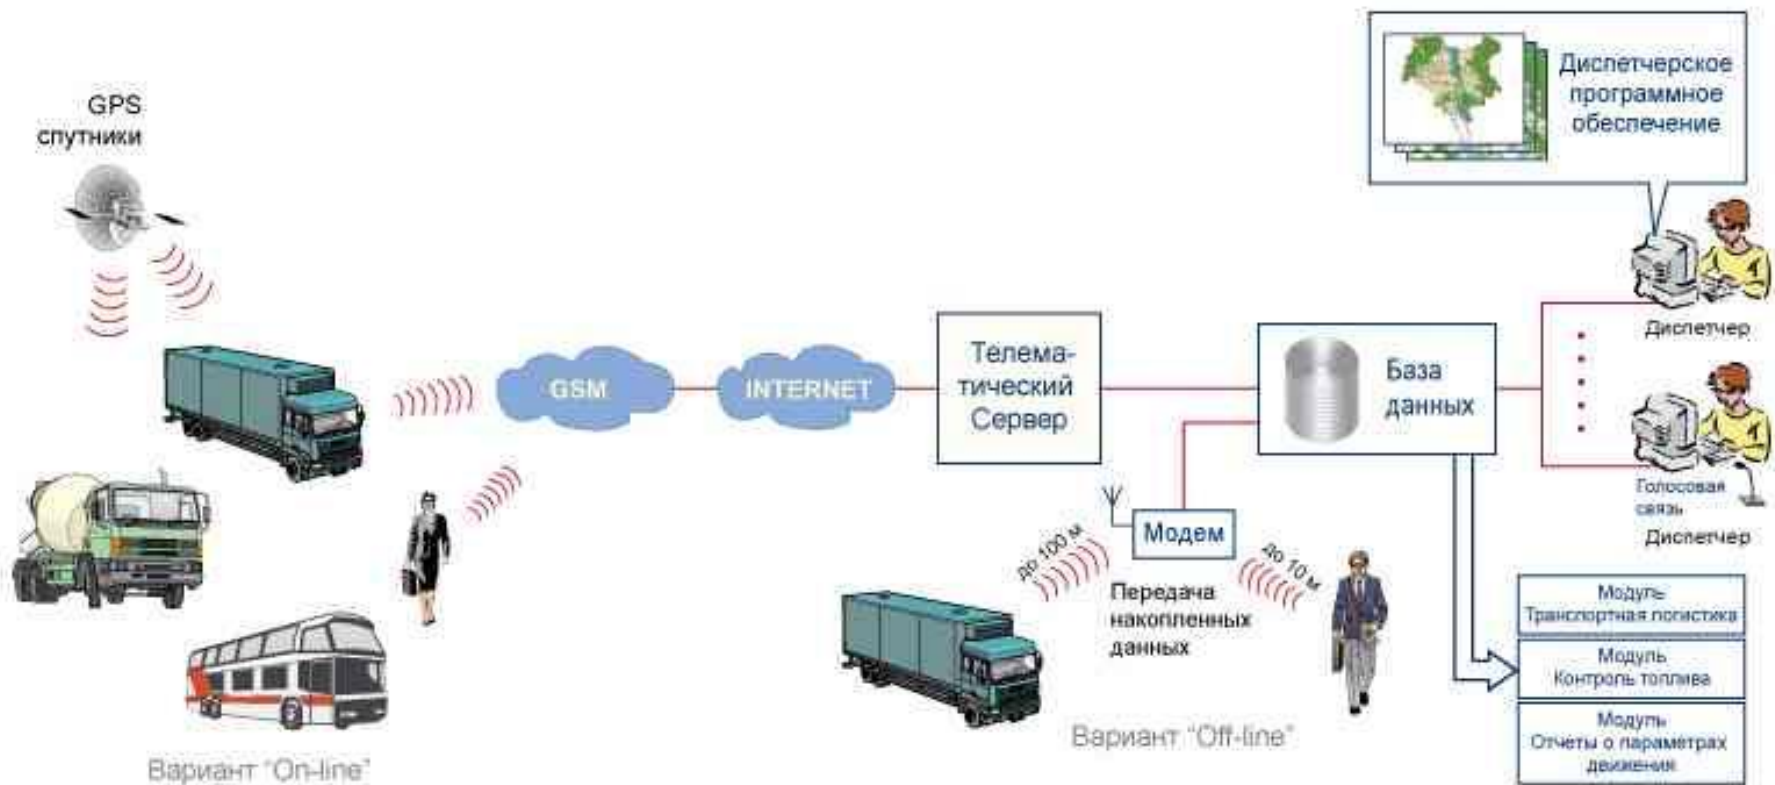 GPS
спутники
GSM
INTERNET
Телема-
тический
Сервер
База
данных
Диспетчерское
программное
обеспечение
Диспетчер
Голосовая
связь
Диспетчер
Модем
до 100 м
до 10 м
Передача
накопленных
данных
Вариант "On-line"
Вариант "Off-line"
Модуль
Транспортная логистика
Модуль
Контроль топлива
Модуль
Отчеты о параметрах
движения